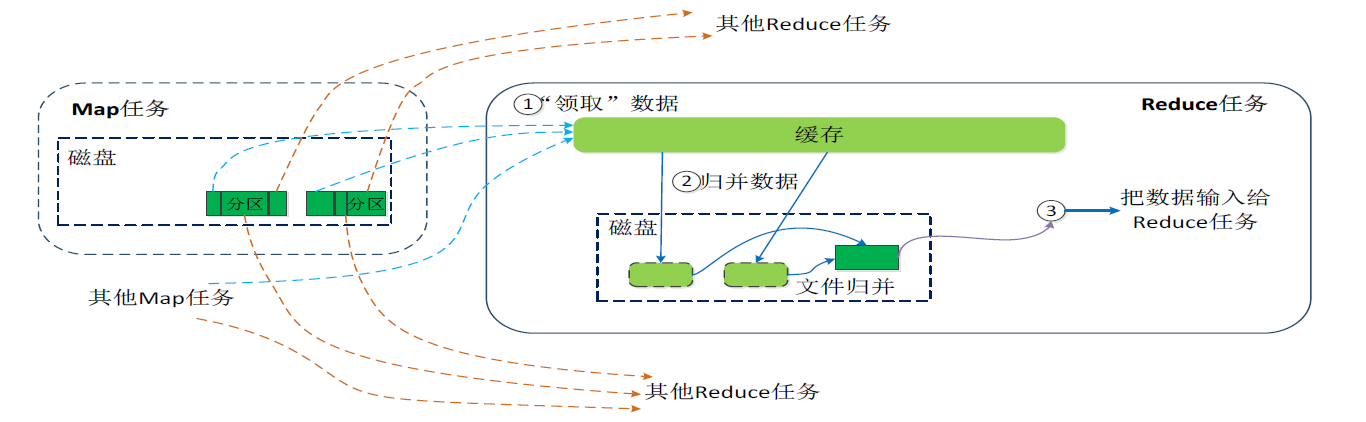 其他Reduce任务
Map任务
磁盘
分区
分区
其他Map任务
Reduce任务
①“领取”数据
缓存
②归并数据
磁盘
文件归并
③
把数据输入给
Reduce任务
其他Reduce任务